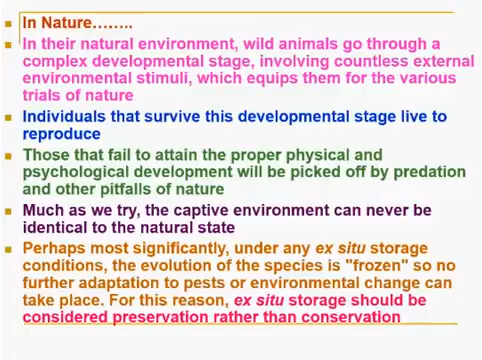 In Nature……..
In their natural environment, wild animals go through a
complex developmental stage, involving countless external
environmental stimuli, which equips them for the various
trials of nature
Individuals that survive this developmental stage live to
reproduce
Those that fail to attain the proper physical and
psychological development will be picked off by predation
and other pitfalls of nature
Much as we try, the captive environment can never be
identical to the natural state
Perhaps most significantly, under any ex situ storage
conditions, the evolution of the species is "frozen" so no
further adaptation to pests or environmental change can
take place. For this reason, ex situ storage should be
considered preservation rather than conservation